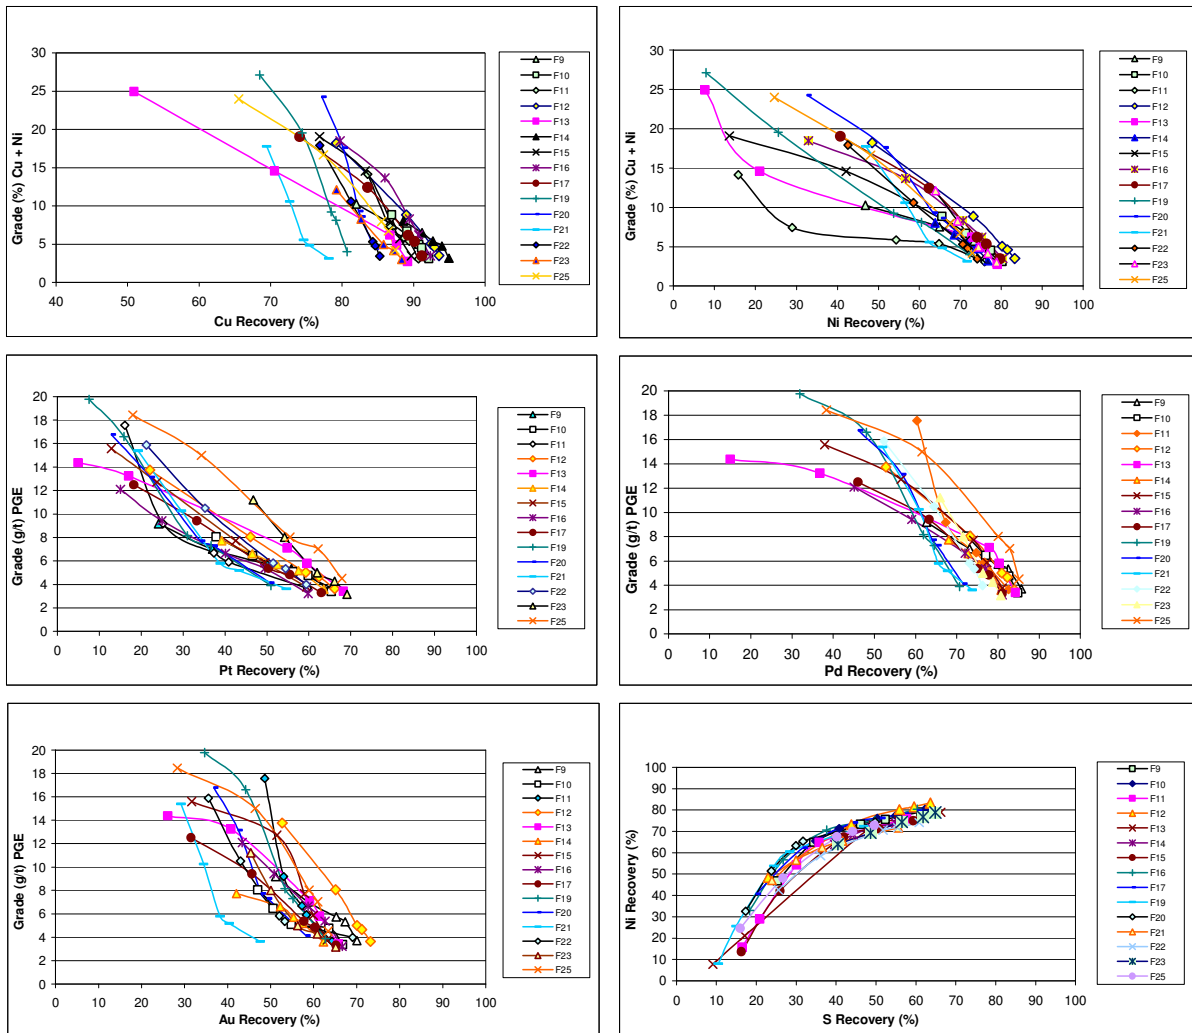 Grade (%) Cu + Ni
30
25
20
15
10
5
0
40 50 60 70 80 90 100
Cu Recovery (%)
F9
F10
F11
F12
F13
F14
F15
F16
F17
F19
F20
F21
F22
F23
F25
Grade (%) Cu + Ni
30
25
20
15
10
5
0
0 10 20 30 40 50 60 70 80 90 100
Ni Recovery (%)
F9
F10
F11
F12
F13
F14
F15
F16
F17
F19
F20
F21
F22
F23
F25
Grade (g/t) PGE
20
18
16
14
12
10
8
6
4
2
0
0 10 20 30 40 50 60 70 80 90 100
Pt Recovery (%)
F9
F10
F11
F12
F13
F14
F15
F16
F17
F19
F20
F21
F22
F23
F25
Grade (g/t) PGE
20
18
16
14
12
10
8
6
4
2
0
0 10 20 30 40 50 60 70 80 90 100
Pd Recovery (%)
F9
F10
F11
F12
F13
F14
F15
F16
F17
F19
F20
F21
F22
F23
F25
Grade (g/t) PGE
20
18
16
14
12
10
8
6
4
2
0
0 10 20 30 40 50 60 70 80 90 100
Au Recovery (%)
F9
F10
F11
F12
F13
F14
F15
F16
F17
F19
F20
F21
F22
F23
F25
Ni Recovery (%)
100
90
80
70
60
50
40
30
20
10
0
0 10 20 30 40 50 60 70 80 90 100
S Recovery (%)
F9
F10
F11
F12
F13
F14
F15
F16
F17
F19
F20
F21
F22
F23
F25